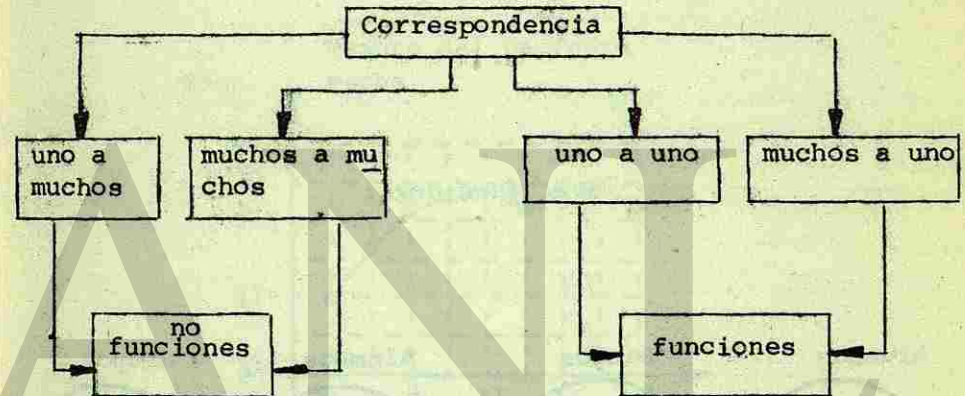 Correspondencia
uno a
muchos
muchos a mu
chos
uno a uno
muchos a uno
no
funciones
funciones